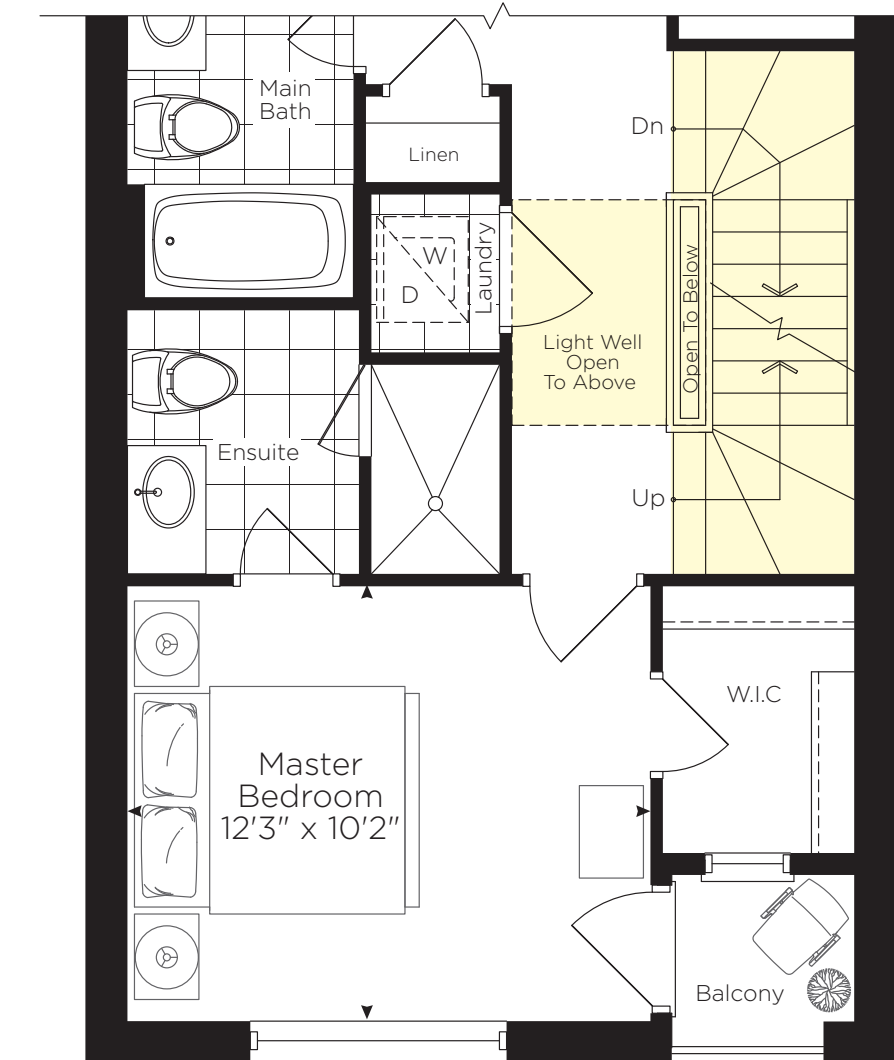 Main
Bath
Linen
Dn
W
D
Laundry
Open To Below
Light Well
Open
To Above
Ensuite
Up
W.I.C
Master
Bedroom
12'3" x 10'2"
Balcony